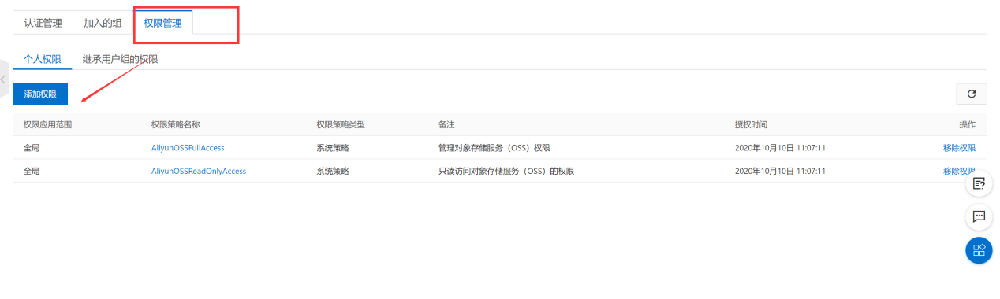 认证管理 加入的组 权限管理
个人权限 继承用户组的权限
添加权限
权限应用范围 权限策略名称 权限策略类型 备注 授权时间 操作
全局 AliyunOSSFullAccess 系统策略 管理对象存储服务（OSS）权限 2020年10月10日 11:07:11 移除权限
全局 AliyunOSSReadOnlyAccess 系统策略 只读访问对象存储服务（OSS）的权限 2020年10月10日 11:07:11 移除权限